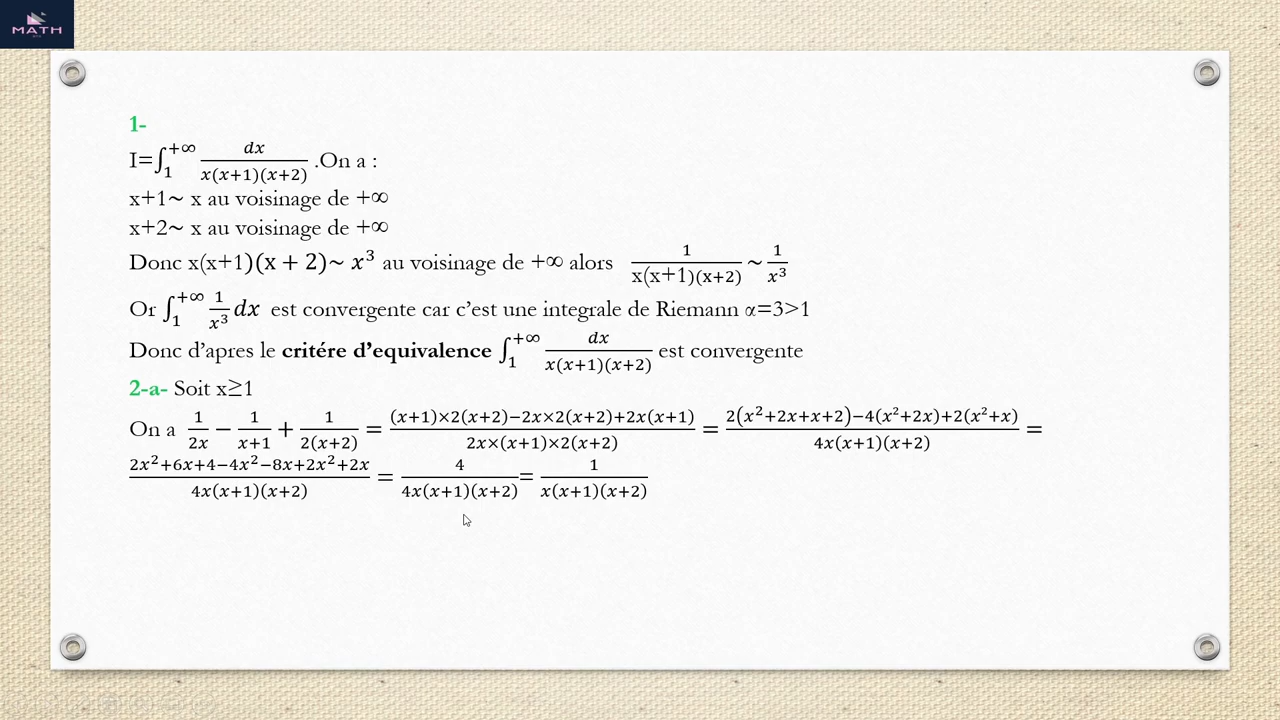 MATH
1-
I=∫₁^{+∞} dx/(x(x+1)(x+2)) .On a :
x+1~ x au voisinage de +∞
x+2~ x au voisinage de +∞
Donc x(x+1)(x + 2)~ x³ au voisinage de +∞ alors 1/(x(x+1)(x+2)) ~ 1/x³
Or ∫₁^{+∞} 1/x³ dx est convergente car c’est une integrale de Riemann α=3>1
Donc d’apres le critére d’equivalence ∫₁^{+∞} dx/(x(x+1)(x+2)) est convergente
2-a- Soit x≥1
On a 1/(2x) − 1/(x+1) + 1/(2(x+2)) = ((x+1)×2(x+2)−2x×2(x+2)+2x(x+1))/(2x×(x+1)×2(x+2)) = (2(x²+2x+x+2)−4(x²+2x)+2(x²+x))/(4x(x+1)(x+2)) =
(2x²+6x+4−4x²−8x+2x²+2x)/(4x(x+1)(x+2)) = 4/(4x(x+1)(x+2)) = 1/(x(x+1)(x+2))